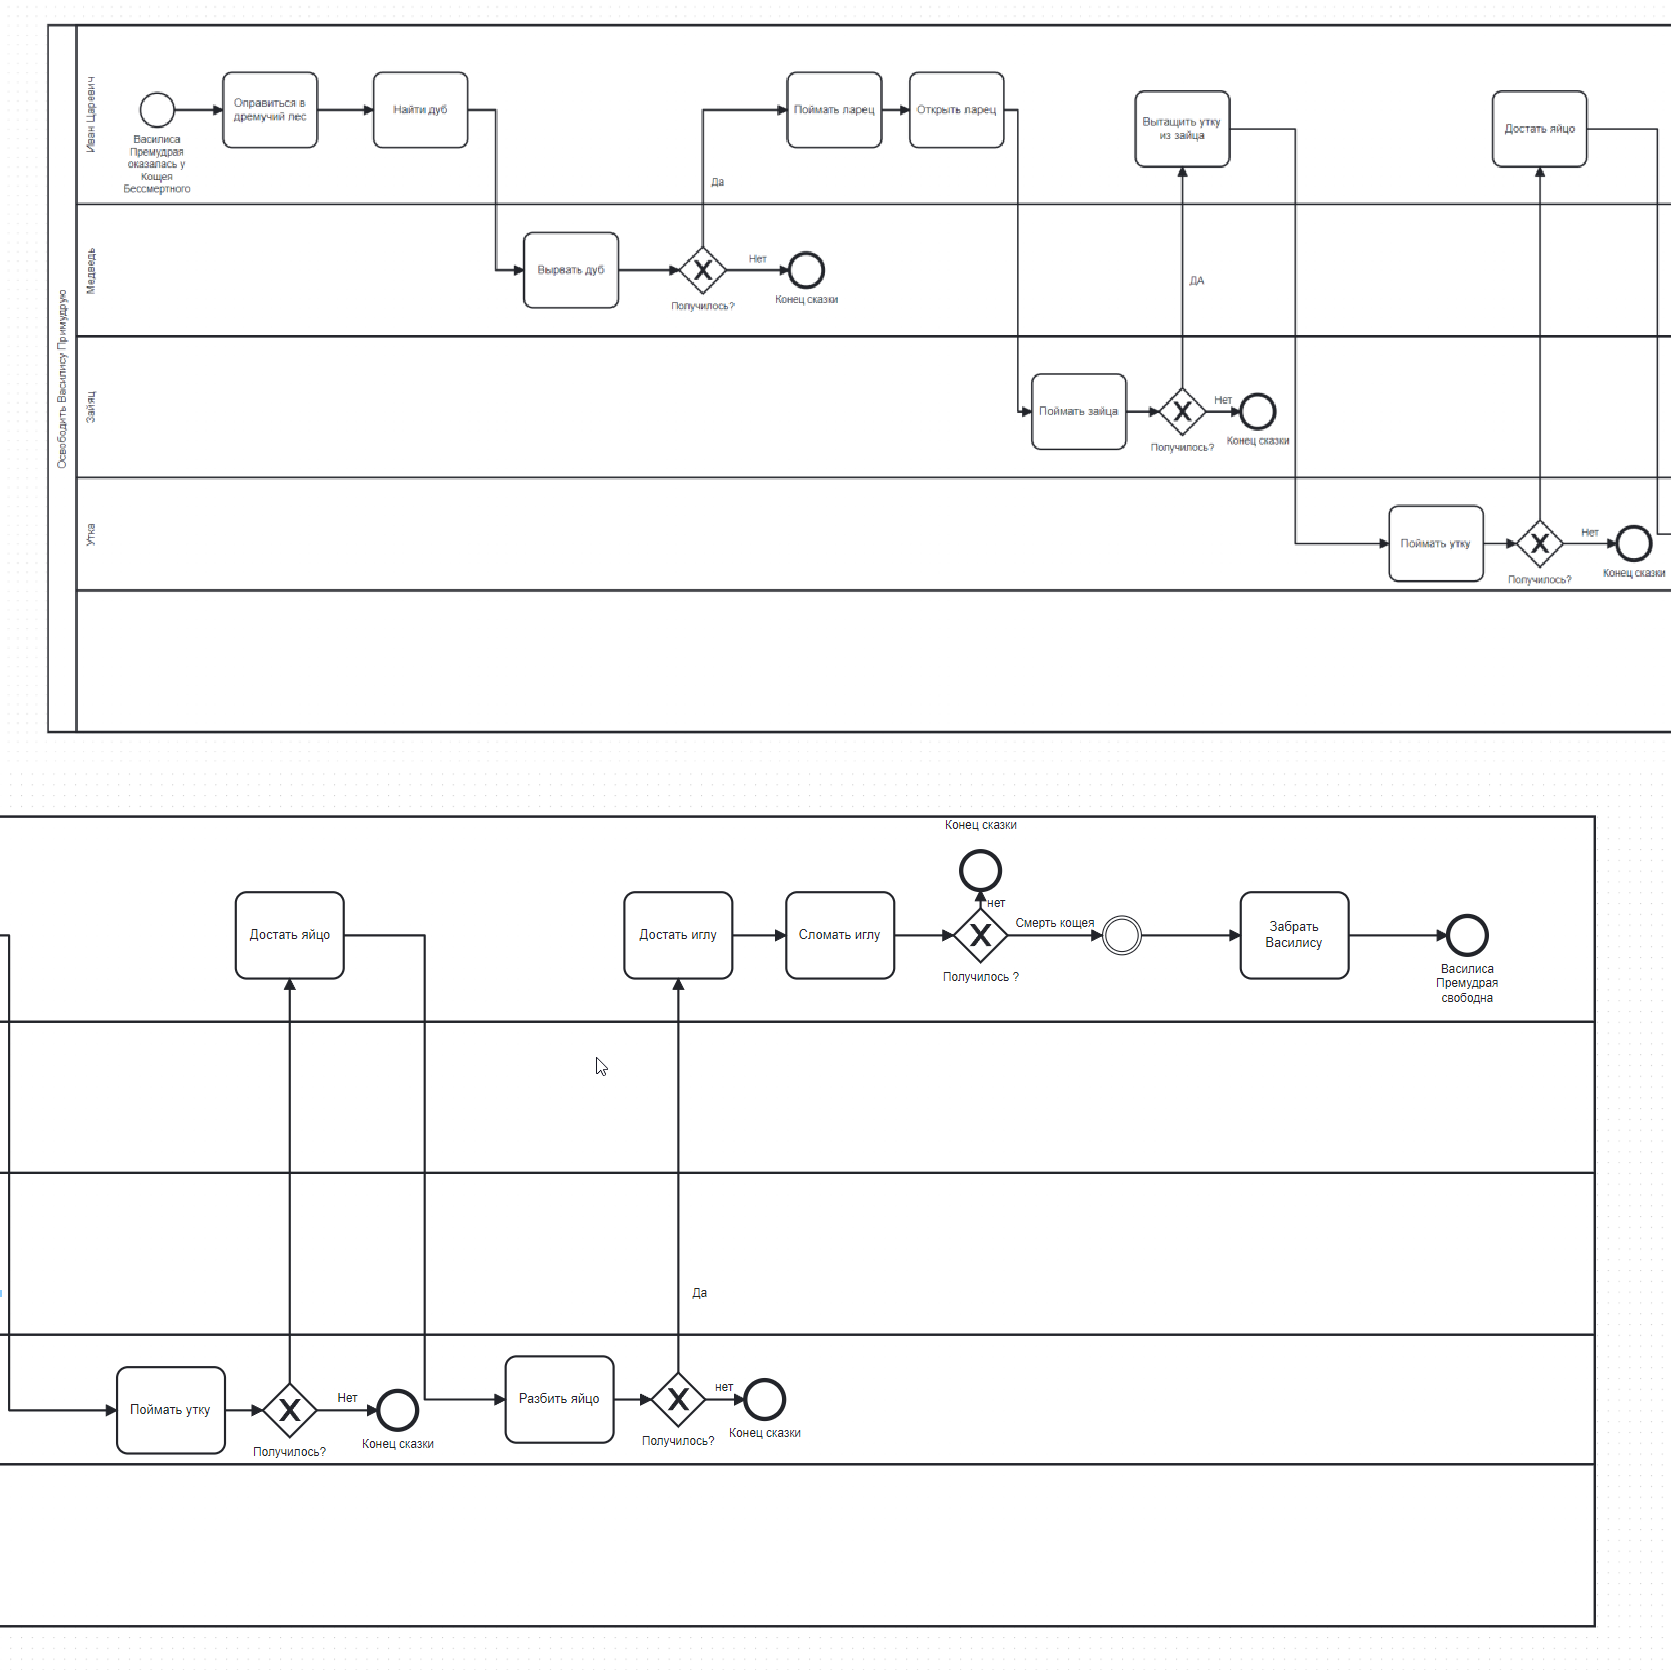 Освободить Василису Примудрую
Иван Царевич
Василиса
Премудрая
оказалась у
Кощея
Бессмертного
Оправиться в
дремучий лес
Найти дуб
Да
Поймать ларец
Открыть ларец
Вытащить утку
из зайца
Достать яйцо
Медведь
Вырвать дуб
Получилось?
Нет
Конец сказки
ДА
Зайяц
Поймать зайца
Получилось?
Нет
Конец сказки
Утка
Поймать утку
Получилось?
Нет
Конец сказки
Конец сказки
нет
Достать яйцо
Достать иглу
Сломать иглу
Получилось ?
Смерть кощея
Забрать
Василису
Василиса
Премудрая
свободна
Да
Поймать утку
Получилось?
Нет
Конец сказки
Разбить яйцо
Получилось?
нет
Конец сказки